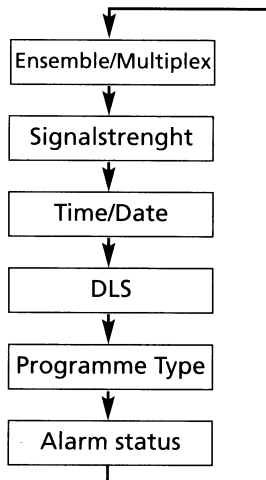 Ensemble/Multiplex
Signalstrenght
Time/Date
DLS
Programme Type
Alarm status